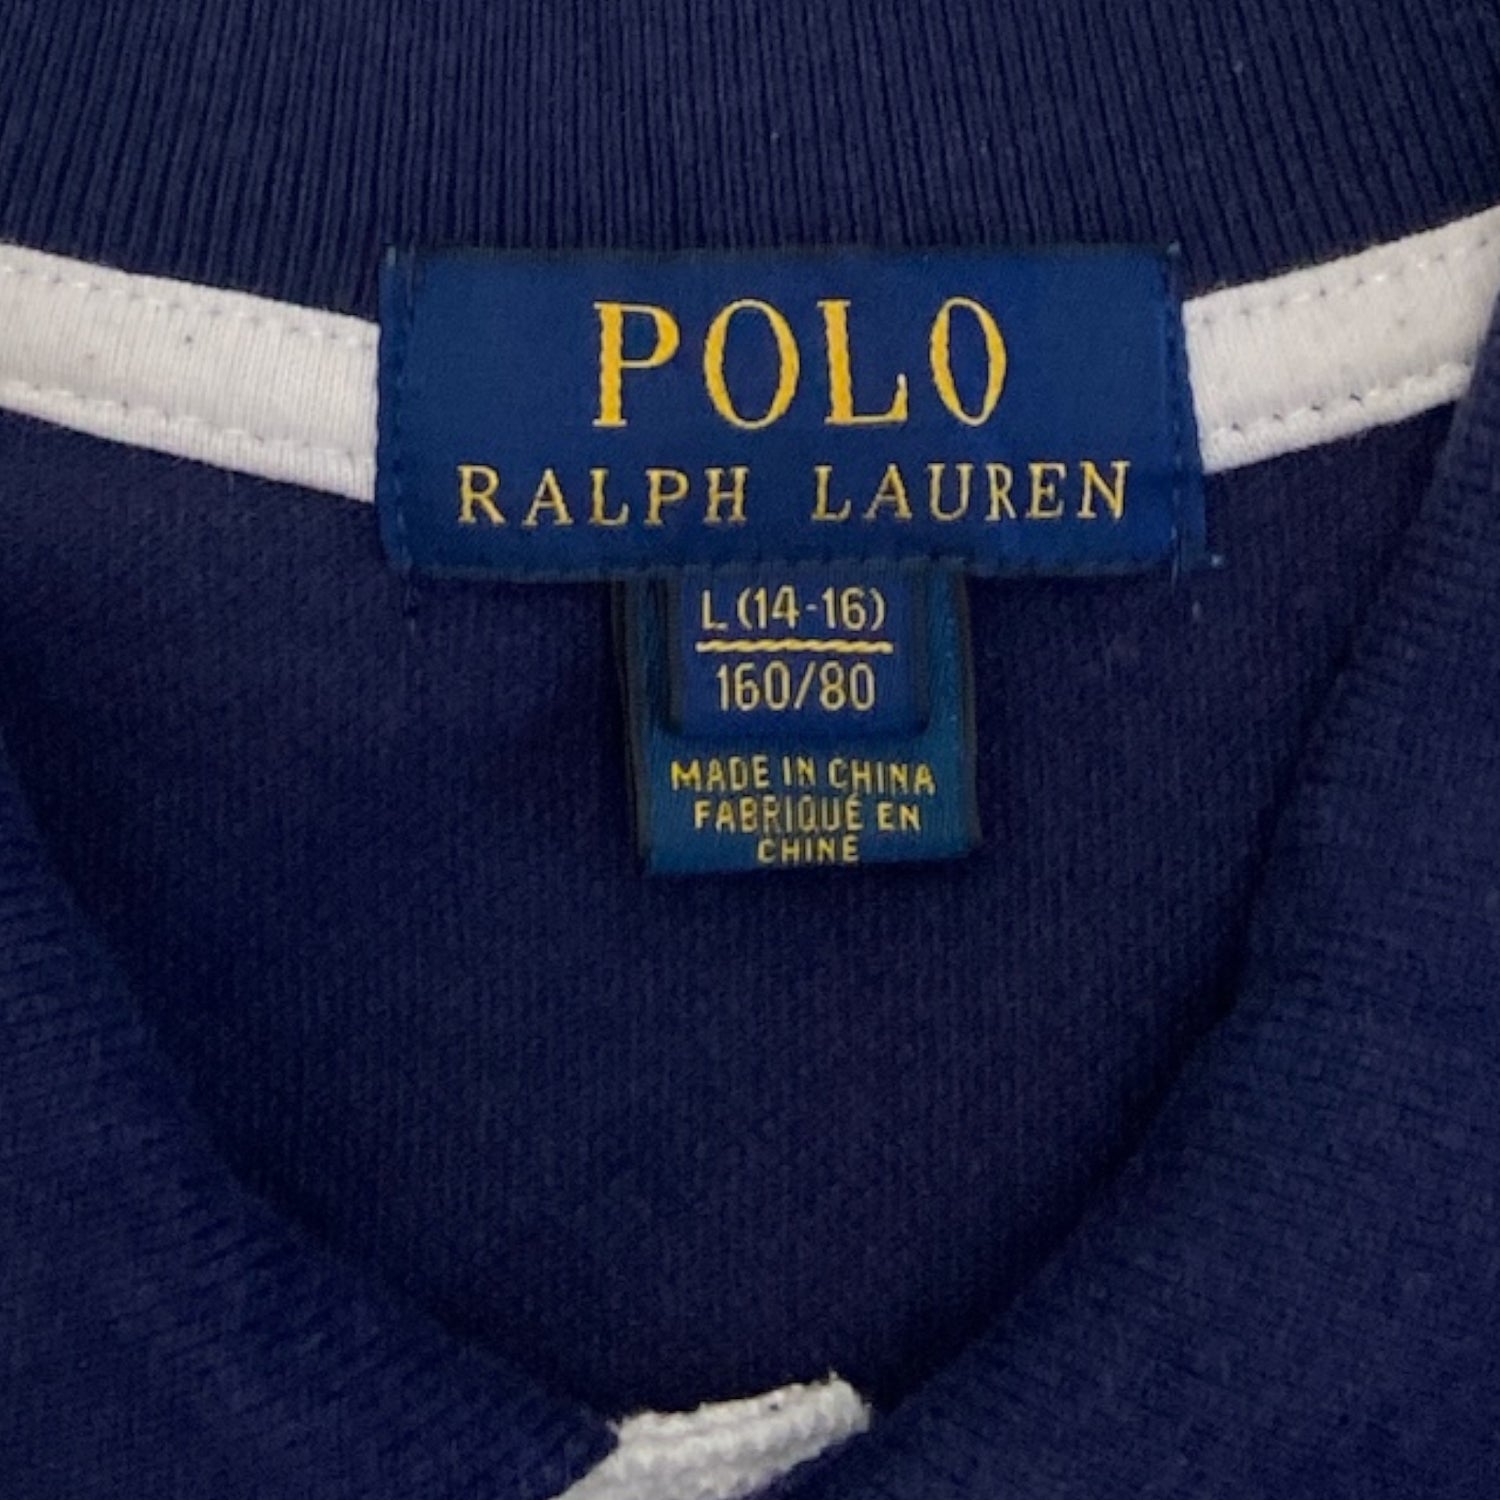 POLO
RALPH LAUREN
L (14-16)
160/80
MADE IN CHINA
FABRIQUÉ EN
CHINE